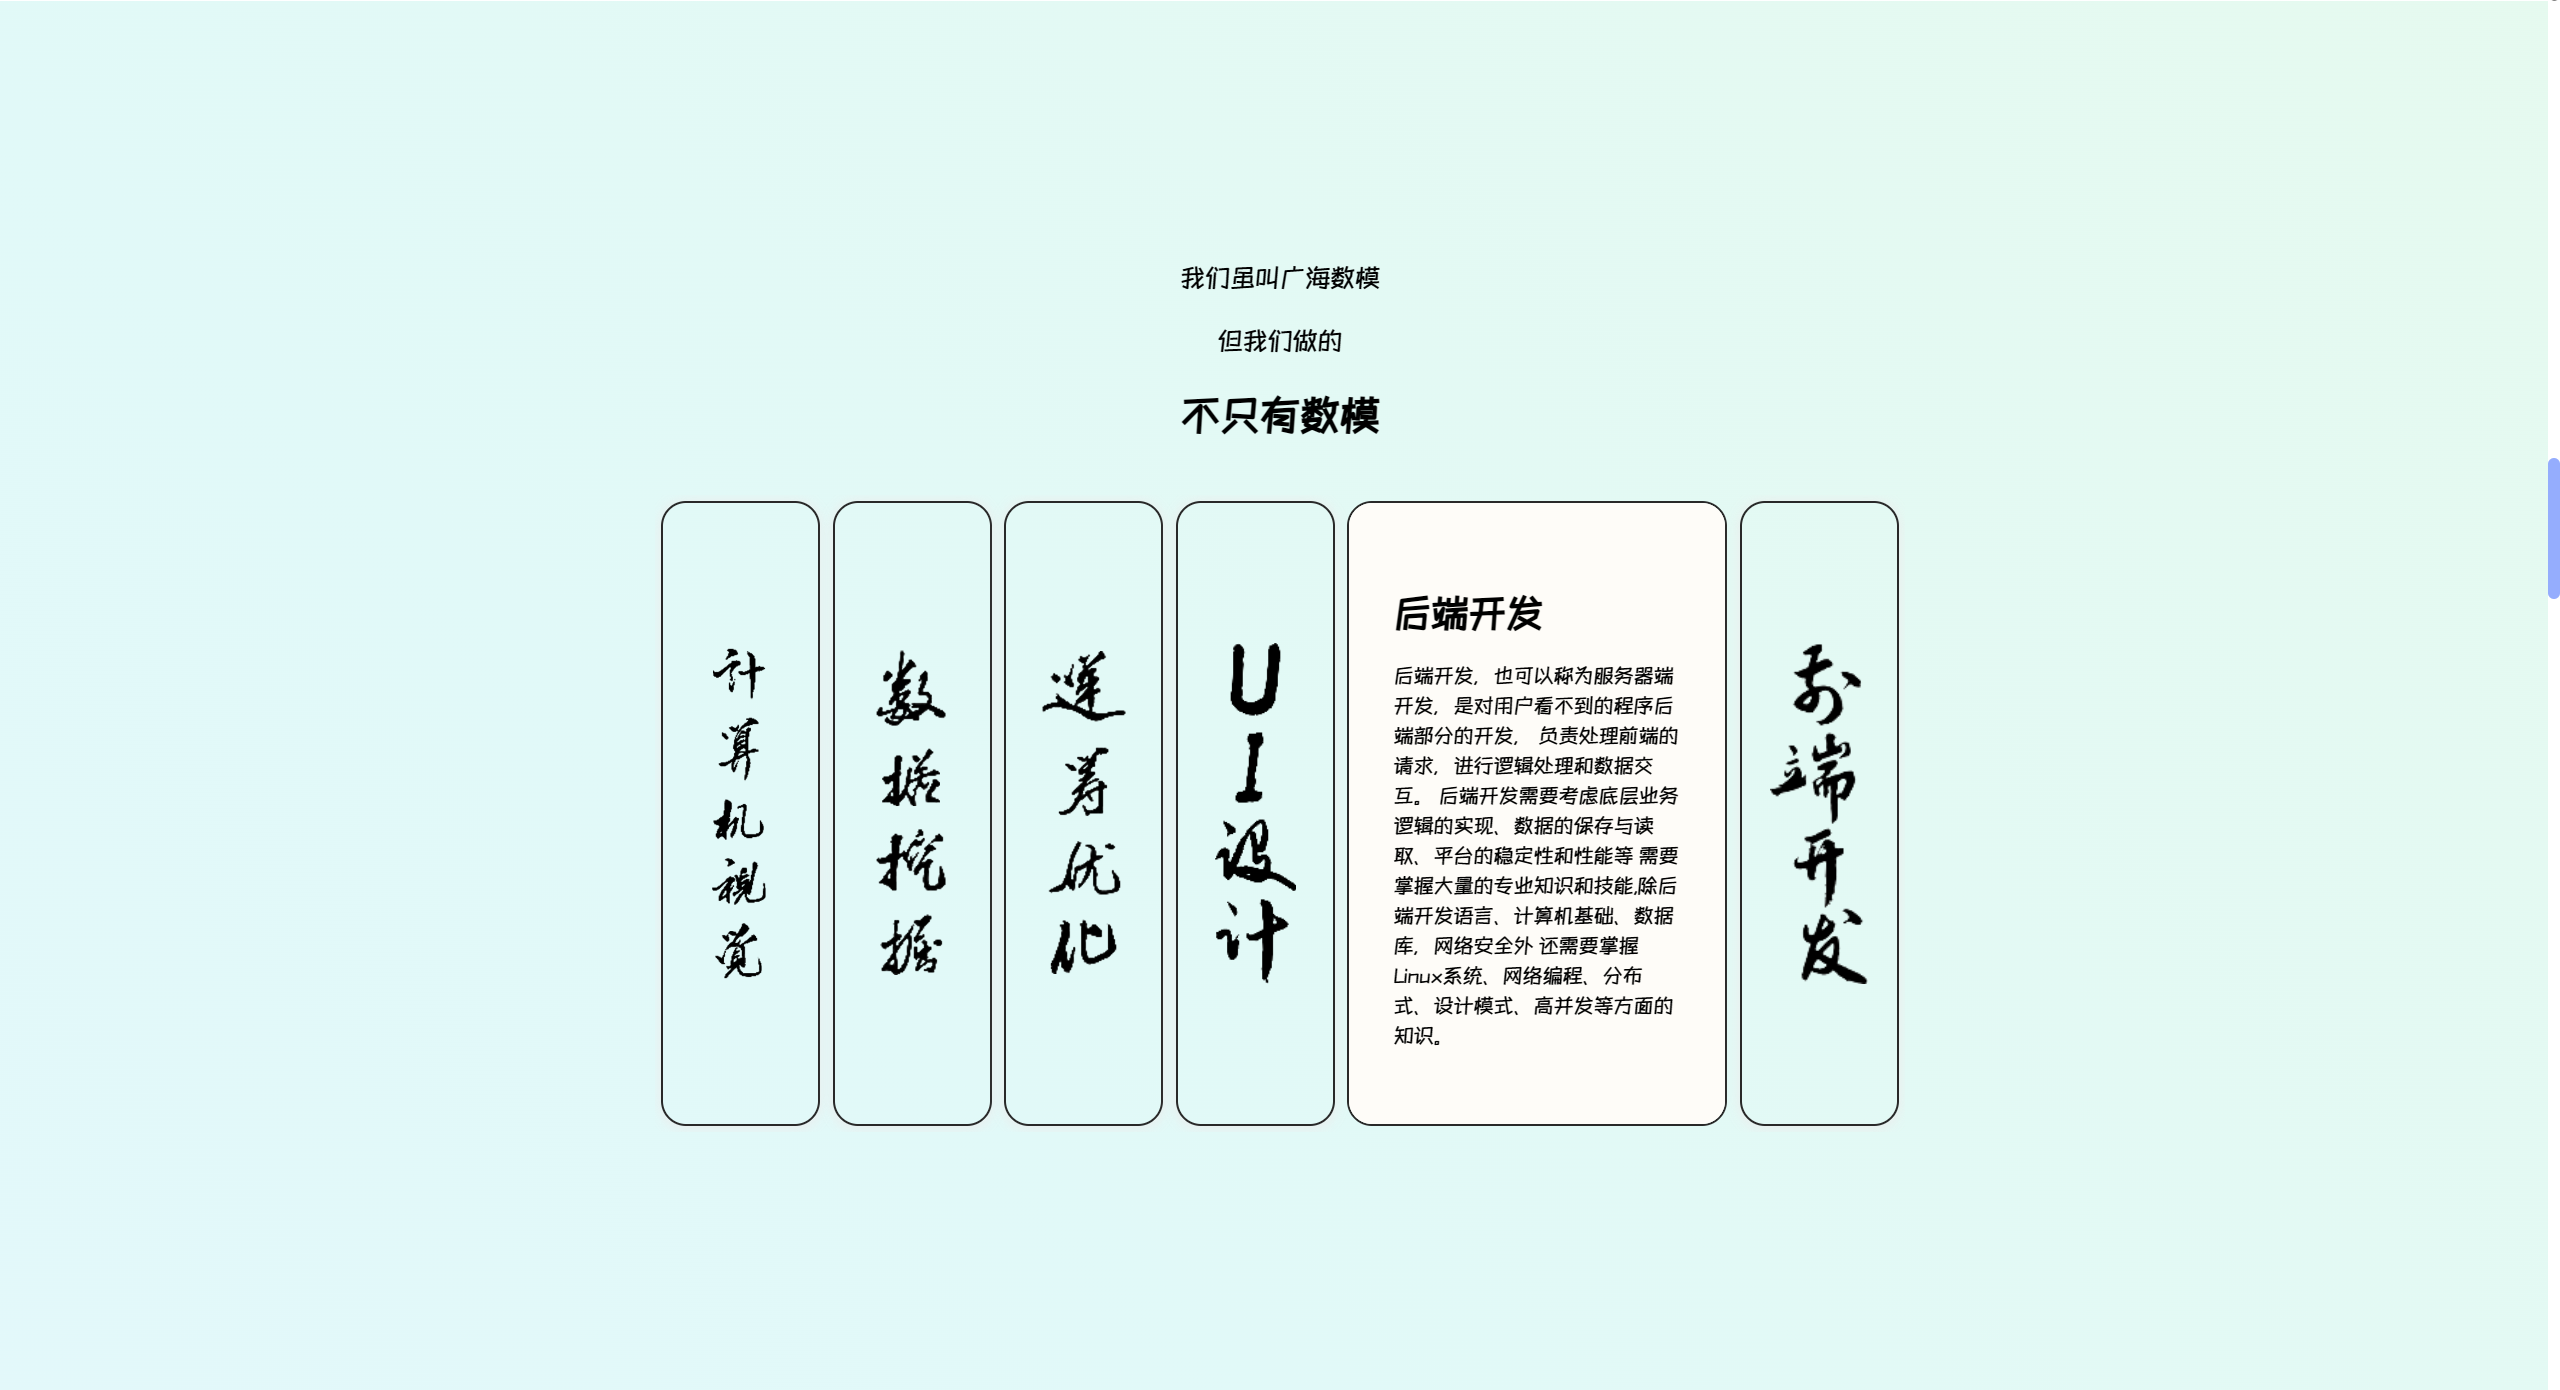 我们虽叫广海数模
但我们做的
不只有数模
计算机视觉
数据挖掘
运筹优化
UI设计
后端开发
后端开发，也可以称为服务器端
开发，是对用户看不到的程序后
端部分的开发， 负责处理前端的
请求，进行逻辑处理和数据交
互。 后端开发需要考虑底层业务
逻辑的实现、数据的保存与读
取、平台的稳定性和性能等 需要
掌握大量的专业知识和技能,除后
端开发语言、计算机基础、数据
库，网络安全外 还需要掌握
Linux系统、网络编程、分布
式、设计模式、高并发等方面的
知识。
前端开发